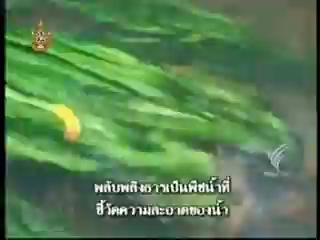 พลับพลึงธารเป็นพืชน้ำที่
ชี้วัดความสะอาดของน้ำ